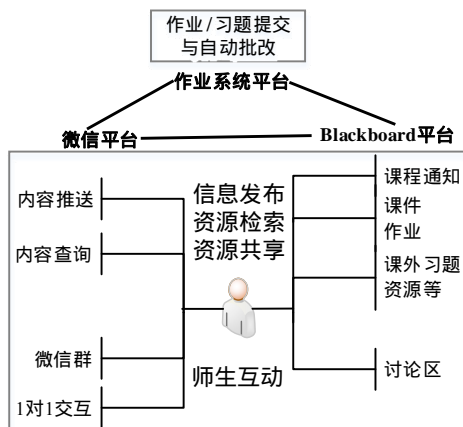 作业/习题提交
与自动批改
作业系统平台
微信平台
Blackboard平台
内容推送
内容查询
微信群
1对1交互
信息发布
资源检索
资源共享
师生互动
课程通知
课件
作业
课外习题
资源等
讨论区